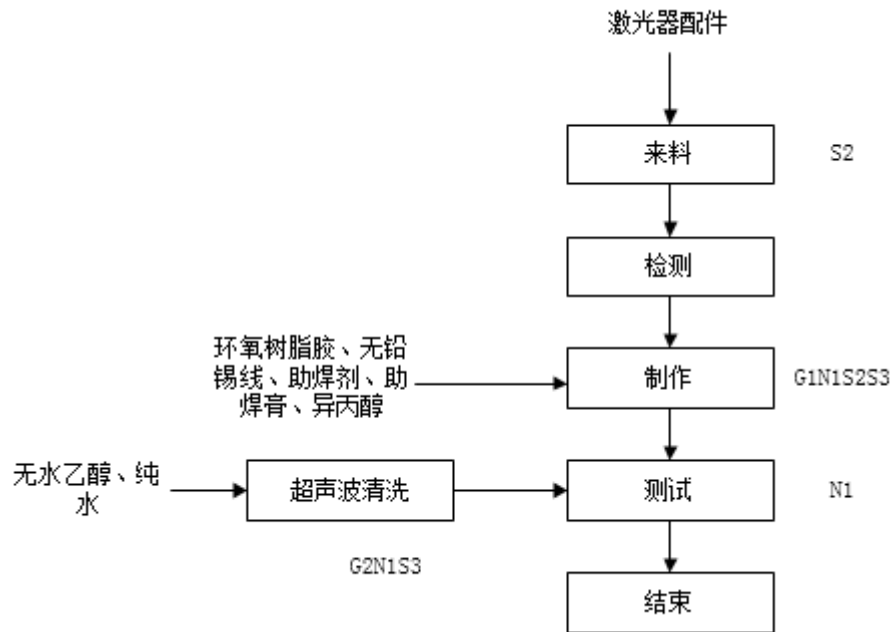 激光器配件
来料
S2
检测
环氧树脂胶、无铅
锡线、助焊剂、助
焊膏、异丙醇
制作
G1N1S2S3
无水乙醇、纯
水
超声波清洗
测试
N1
G2N1S3
结束